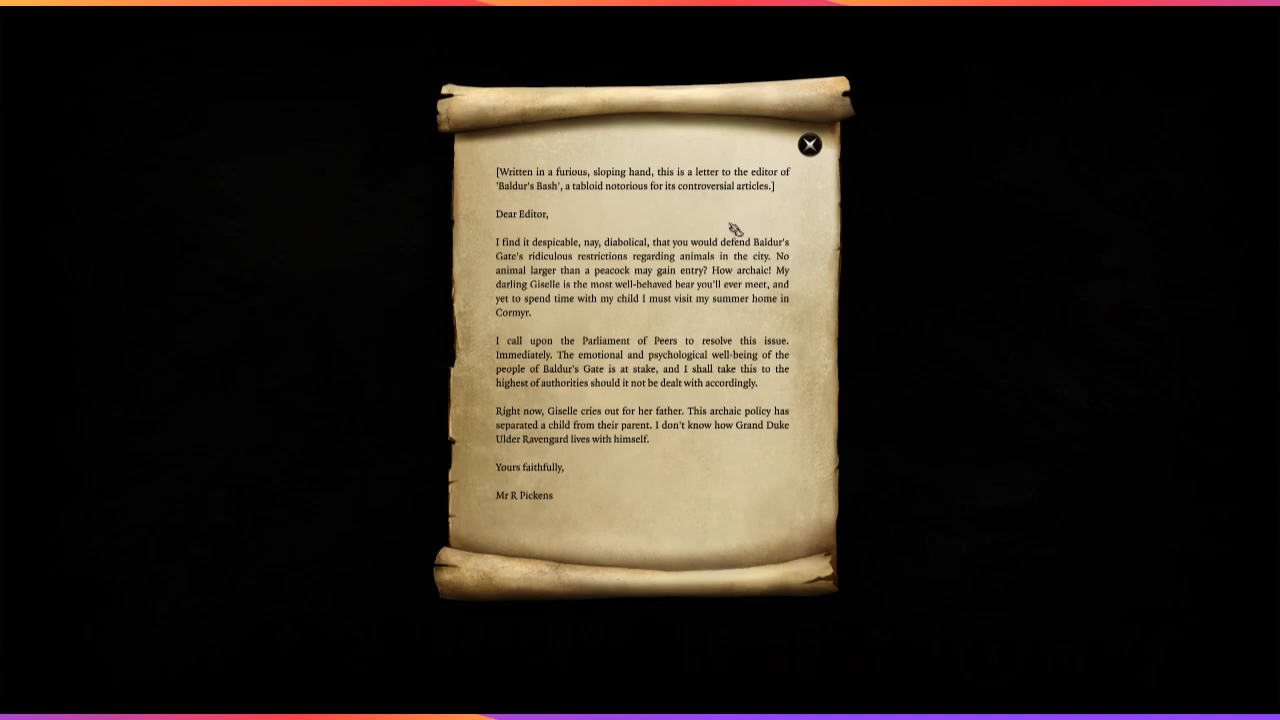 [Written in a furious, sloping hand, this is a letter to the editor of
'Baldur's Bash', a tabloid notorious for its controversial articles.]
Dear Editor,
I find it despicable, nay, diabolical, that you would defend Baldur's
Gate's ridiculous restrictions regarding animals in the city. No
animal larger than a peacock may gain entry? How archaic! My
darling Giselle is the most well-behaved bear you'll ever meet, and
yet to spend time with my child I must visit my summer home in
Cormyr.
I call upon the Parliament of Peers to resolve this issue.
Immediately. The emotional and psychological well-being of the
people of Baldur's Gate is at stake, and I shall take this to the
highest of authorities should it not be dealt with accordingly.
Right now, Giselle cries out for her father. This archaic policy has
separated a child from their parent. I don't know how Grand Duke
Ulder Ravengard lives with himself.
Yours faithfully,
Mr R Pickens